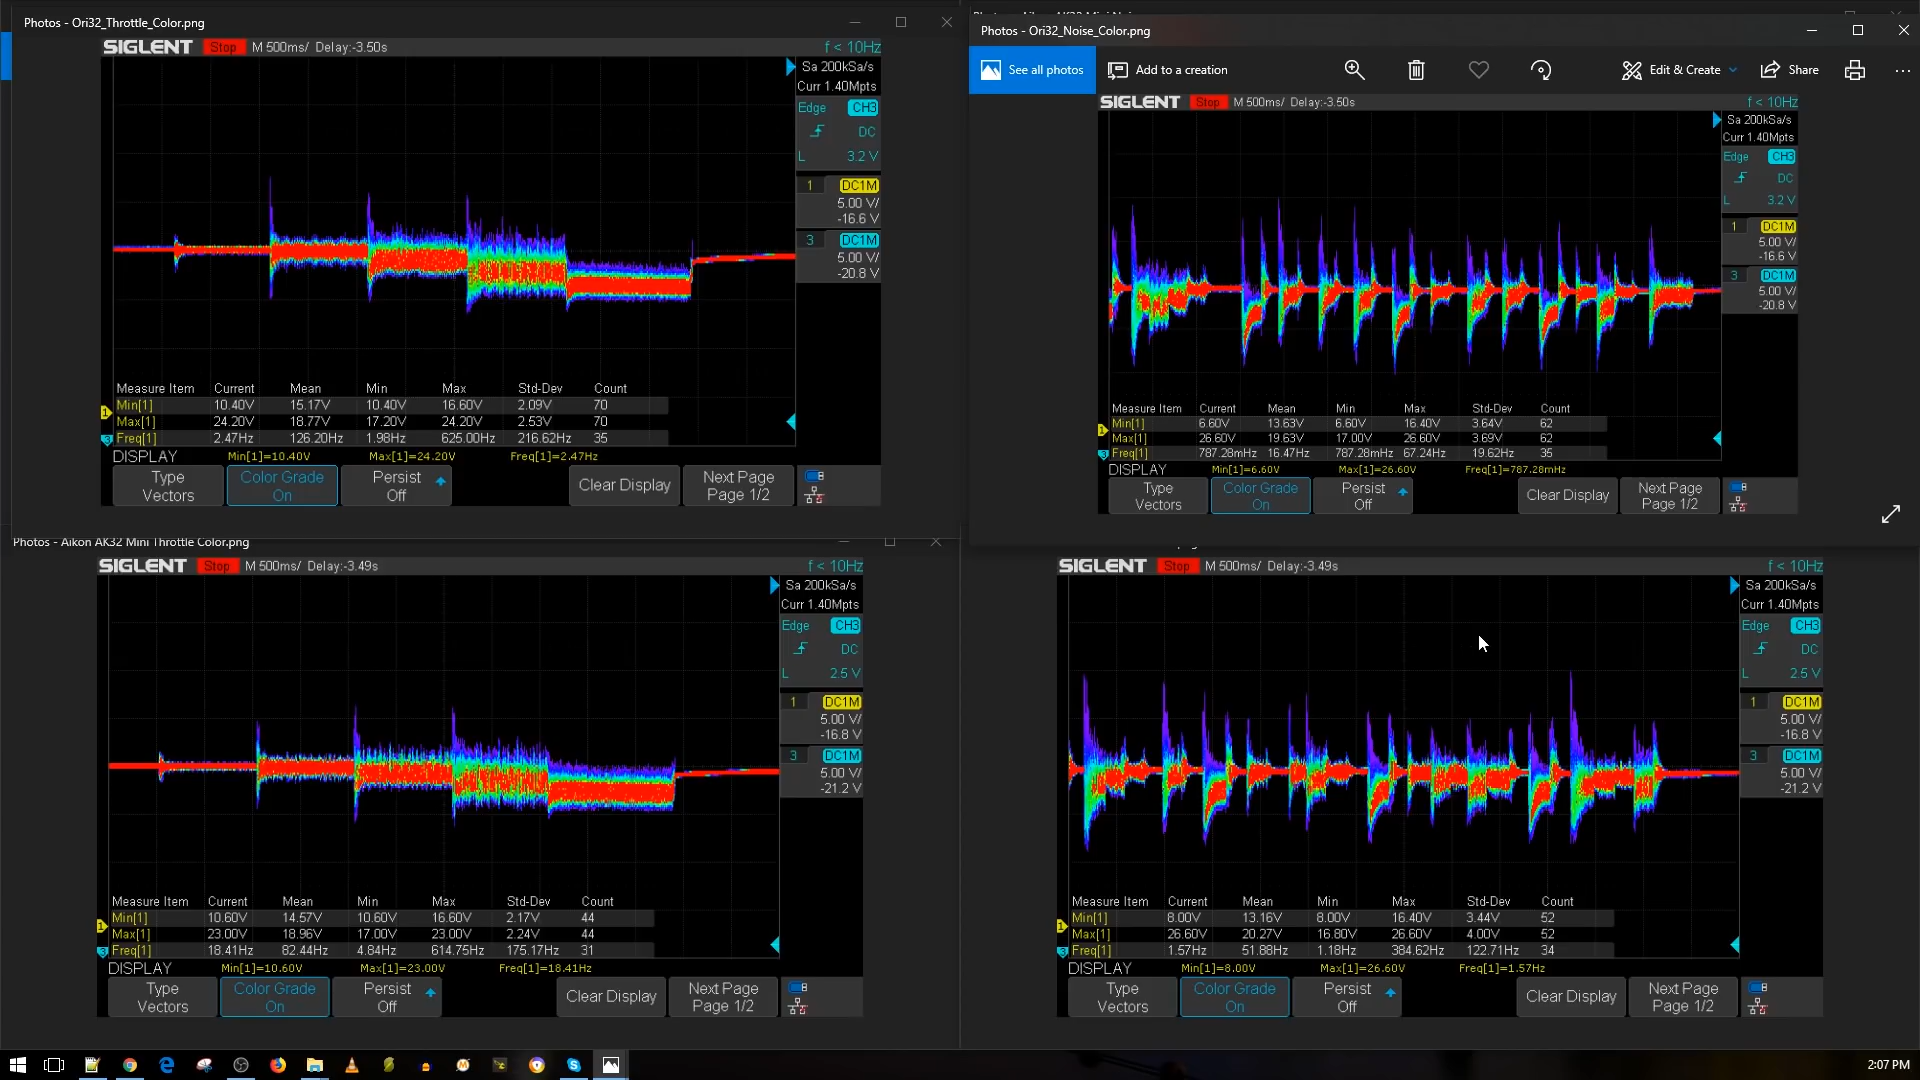 Photos - Ori32_Throttle_Color.png
SIGLENT Stop M 500ms/ Delay:-3.50s f < 10Hz
Sa 200kSa/s
Curr 1.40Mpts
Edge CH3
DC
L 3.2 V
1 DC1M
5.00 V/
-16.6 V
3 DC1M
5.00 V/
-20.8 V
Measure Item Current Mean Min Max Std-Dev Count
Min[1] 10.40V 15.17V 10.40V 16.60V 2.09V 70
Max[1] 24.20V 18.77V 17.20V 24.20V 2.53V 70
Freq[1] 2.47Hz 126.20Hz 1.98Hz 625.00Hz 216.62Hz 35
DISPLAY Min[1]=10.40V Max[1]=24.20V Freq[1]=2.47Hz
Type Vectors
Color Grade On
Persist Off
Clear Display
Next Page Page 1/2
Photos - Ori32_Noise_Color.png
See all photos
Add to a creation
Edit & Create
Share
SIGLENT Stop M 500ms/ Delay:-3.50s f < 10Hz
Sa 200kSa/s
Curr 1.40Mpts
Edge CH3
DC
L 3.2 V
1 DC1M
5.00 V/
-16.6 V
3 DC1M
5.00 V/
-20.8 V
Measure Item Current Mean Min Max Std-Dev Count
Min[1] 6.60V 13.63V 6.60V 16.40V 3.64V 62
Max[1] 26.60V 19.63V 17.00V 26.60V 3.69V 62
Freq[1] 787.28mHz 16.47Hz 787.28mHz 67.24Hz 19.62Hz 35
DISPLAY Min[1]=6.60V Max[1]=26.60V Freq[1]=787.28mHz
Type Vectors
Color Grade On
Persist Off
Clear Display
Next Page Page 1/2
Photos - Aikon AK32 Mini Throttle Color.png
SIGLENT Stop M 500ms/ Delay:-3.49s f < 10Hz
Sa 200kSa/s
Curr 1.40Mpts
Edge CH3
DC
L 2.5 V
1 DC1M
5.00 V/
-16.8 V
3 DC1M
5.00 V/
-21.2 V
Measure Item Current Mean Min Max Std-Dev Count
Min[1] 10.60V 14.57V 10.60V 16.60V 2.17V 44
Max[1] 23.00V 18.96V 17.00V 23.00V 2.24V 44
Freq[1] 18.41Hz 82.44Hz 4.84Hz 614.75Hz 175.17Hz 31
DISPLAY Min[1]=10.60V Max[1]=23.00V Freq[1]=18.41Hz
Type Vectors
Color Grade On
Persist Off
Clear Display
Next Page Page 1/2
SIGLENT Stop M 500ms/ Delay:-3.49s f < 10Hz
Sa 200kSa/s
Curr 1.40Mpts
Edge CH3
DC
L 2.5 V
1 DC1M
5.00 V/
-16.8 V
3 DC1M
5.00 V/
-21.2 V
Measure Item Current Mean Min Max Std-Dev Count
Min[1] 8.00V 13.16V 8.00V 16.40V 3.44V 52
Max[1] 26.60V 20.27V 16.80V 26.60V 4.00V 52
Freq[1] 1.57Hz 51.88Hz 1.18Hz 384.62Hz 122.71Hz 34
DISPLAY Min[1]=8.00V Max[1]=26.60V Freq[1]=1.57Hz
Type Vectors
Color Grade On
Persist Off
Clear Display
Next Page Page 1/2
2:07 PM